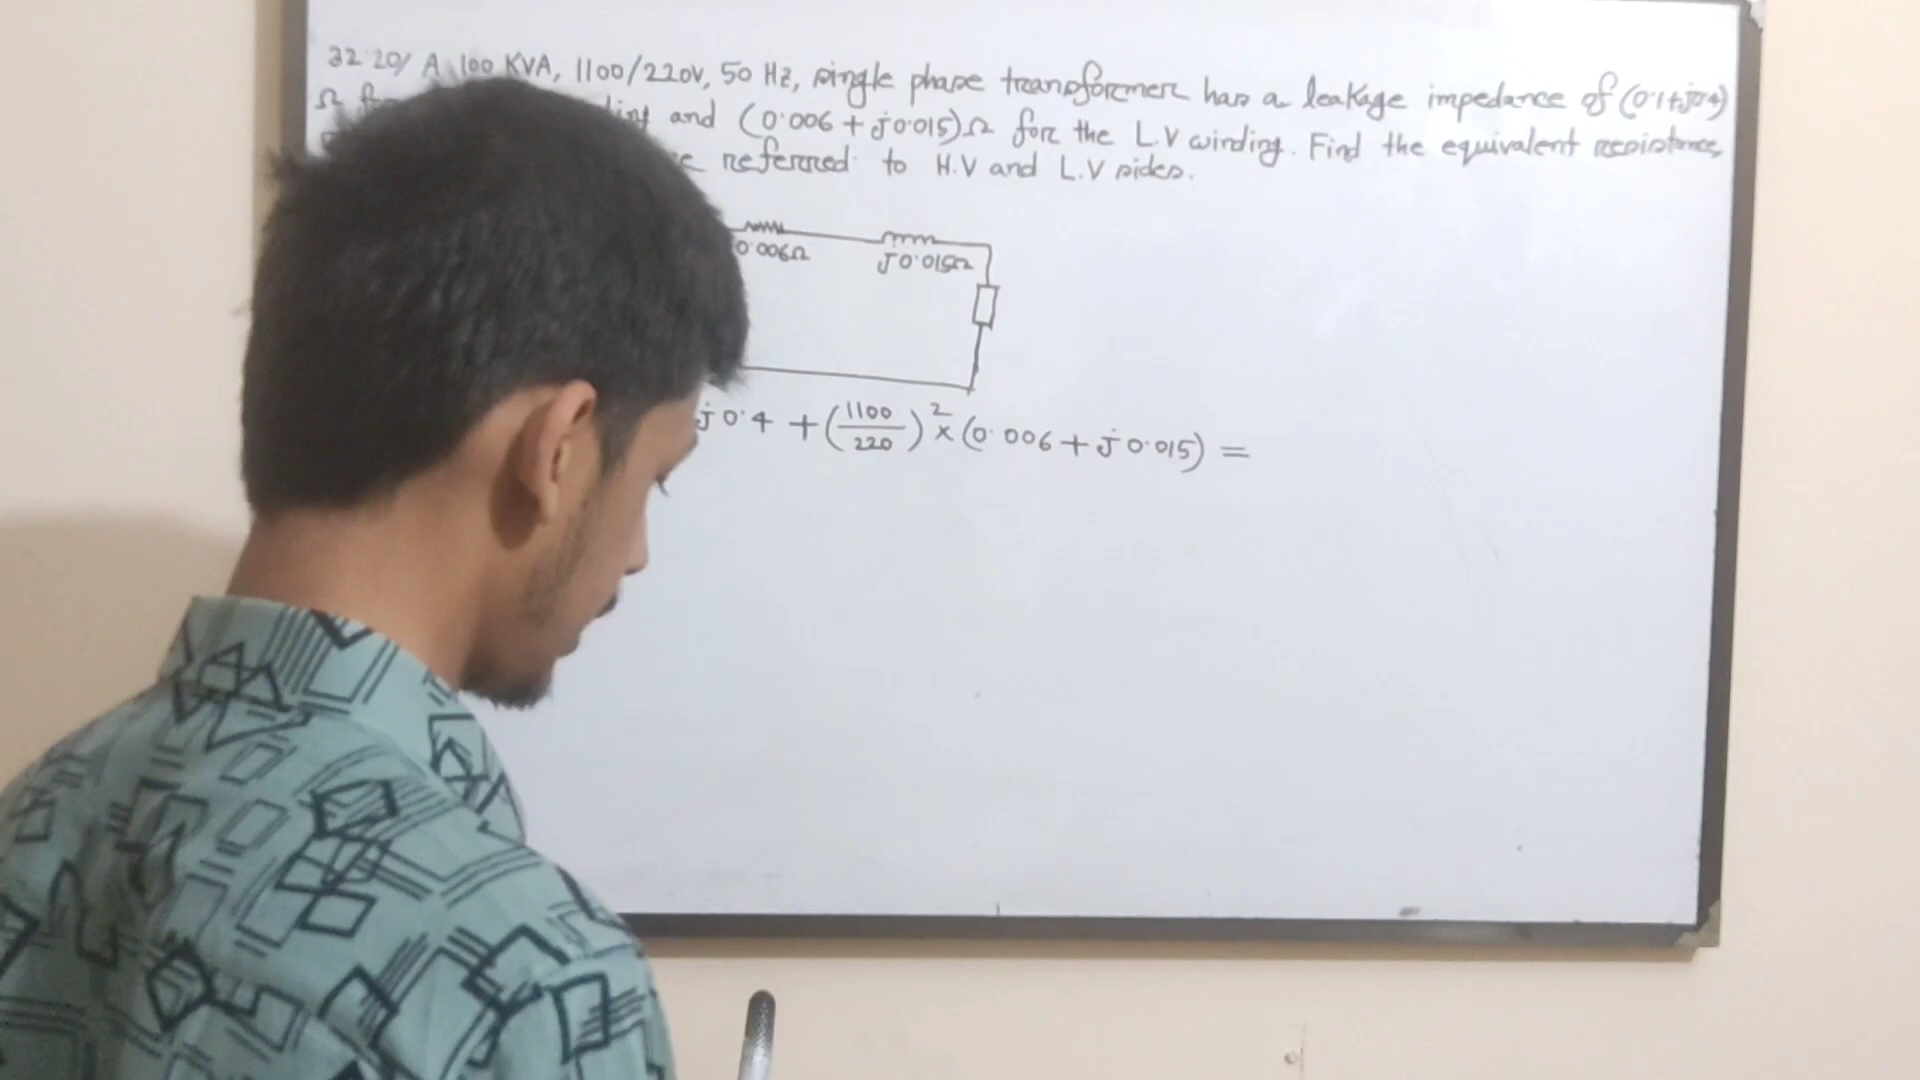 32.20/ A 100 KVA, 1100/220V, 50 Hz, single phase transformer has a leakage impedance of (0.1+j0.4)
Ω and (0.006 + j0.015)Ω for the L.V winding. Find the equivalent resistance,
referred to H.V and L.V sides.
0.006Ω J0.015Ω
j0.4 + (1100/220)² × (0.006 + j0.015) =